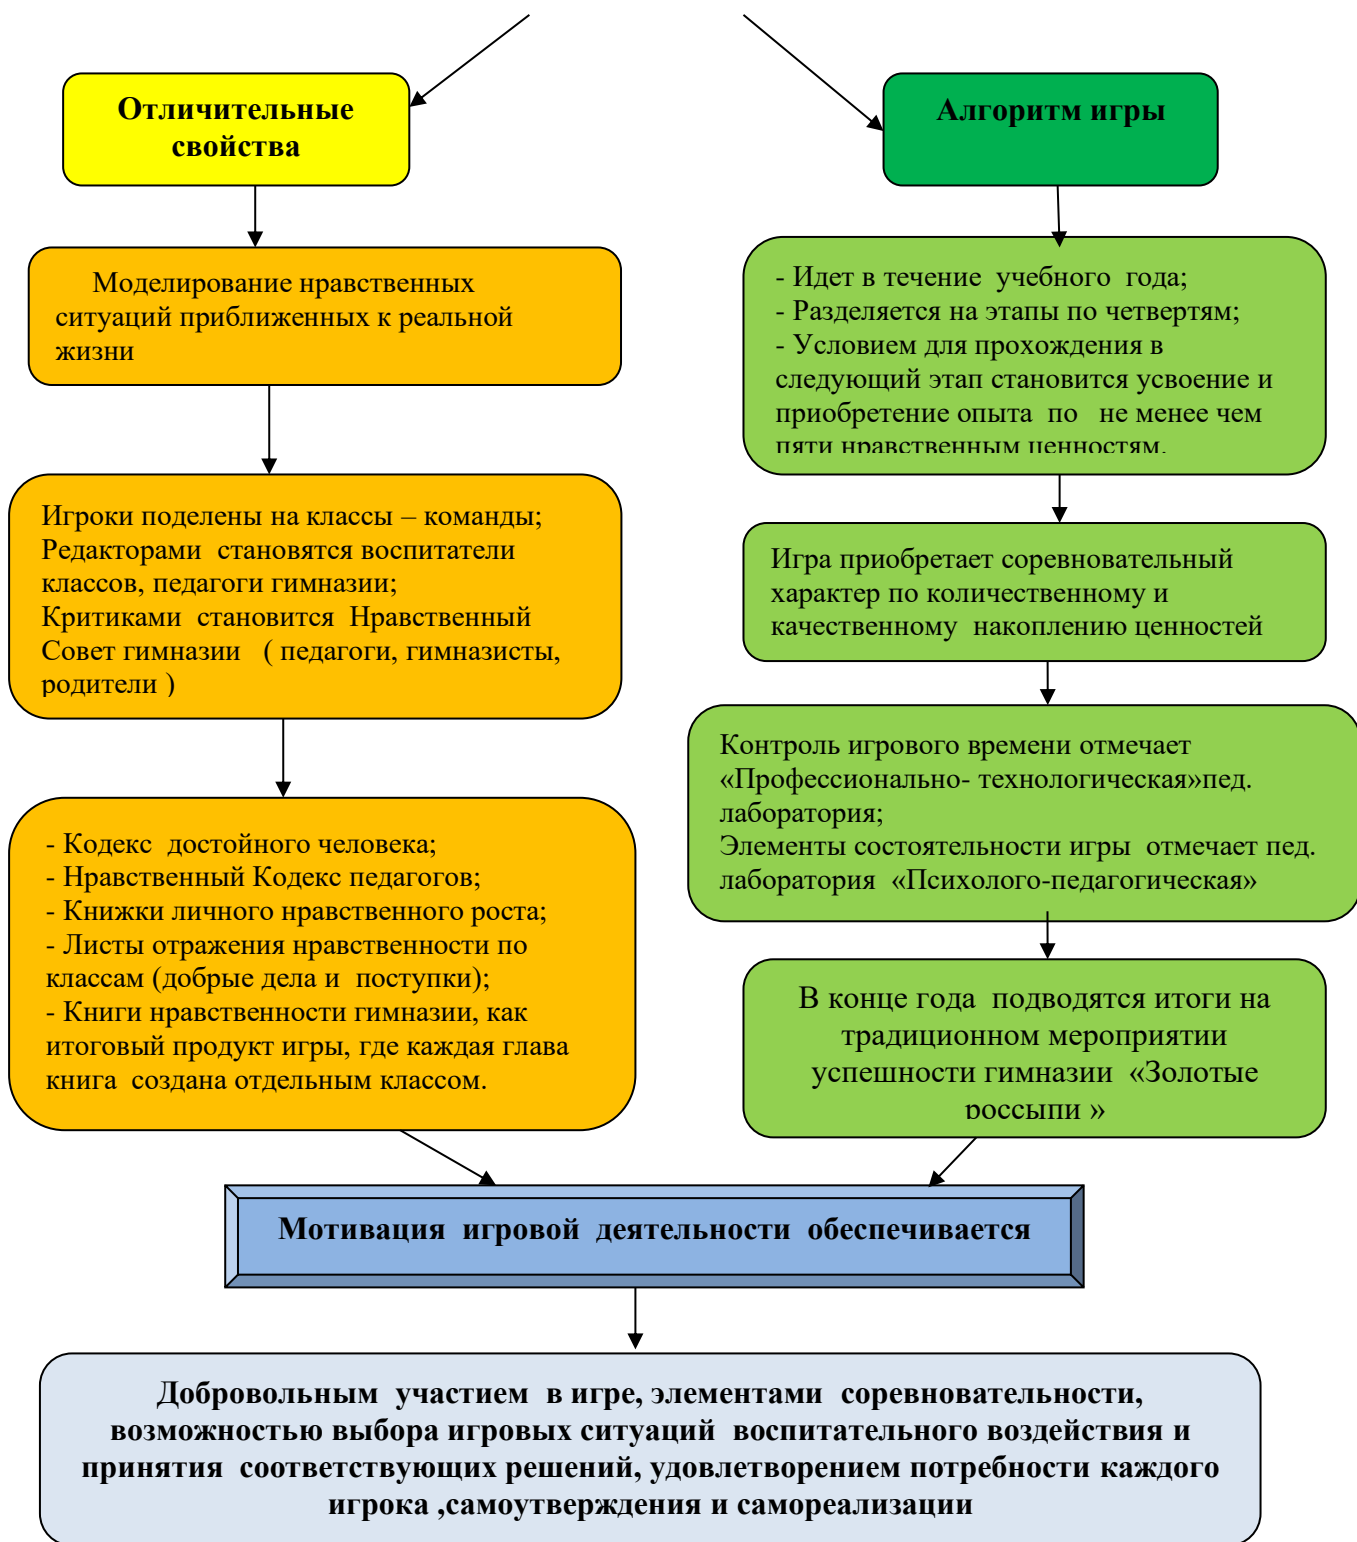 Отличительные
свойства
Моделирование нравственных
ситуаций приближенных к реальной
жизни
Игроки поделены на классы – команды;
Редакторами становятся воспитатели
классов, педагоги гимназии;
Критиками становится Нравственный
Совет гимназии ( педагоги, гимназисты,
родители )
- Кодекс достойного человека;
- Нравственный Кодекс педагогов;
- Книжки личного нравственного роста;
- Листы отражения нравственности по
классам (добрые дела и поступки);
- Книги нравственности гимназии, как
итоговый продукт игры, где каждая глава
книга создана отдельным классом.
Алгоритм игры
- Идет в течение учебного года;
- Разделяется на этапы по четвертям;
- Условием для прохождения в
следующий этап становится усвоение и
приобретение опыта по не менее чем
пяти нравственным ценностям.
Игра приобретает соревновательный
характер по количественному и
качественному накоплению ценностей
Контроль игрового времени отмечает
«Профессионально- технологическая»пед.
лаборатория;
Элементы состоятельности игры отмечает пед.
лаборатория «Психолого-педагогическая»
В конце года подводятся итоги на
традиционном мероприятии
успешности гимназии «Золотые
россыпи »
Мотивация игровой деятельности обеспечивается
Добровольным участием в игре, элементами соревновательности,
возможностью выбора игровых ситуаций воспитательного воздействия и
принятия соответствующих решений, удовлетворением потребности каждого
игрока ,самоутверждения и самореализации